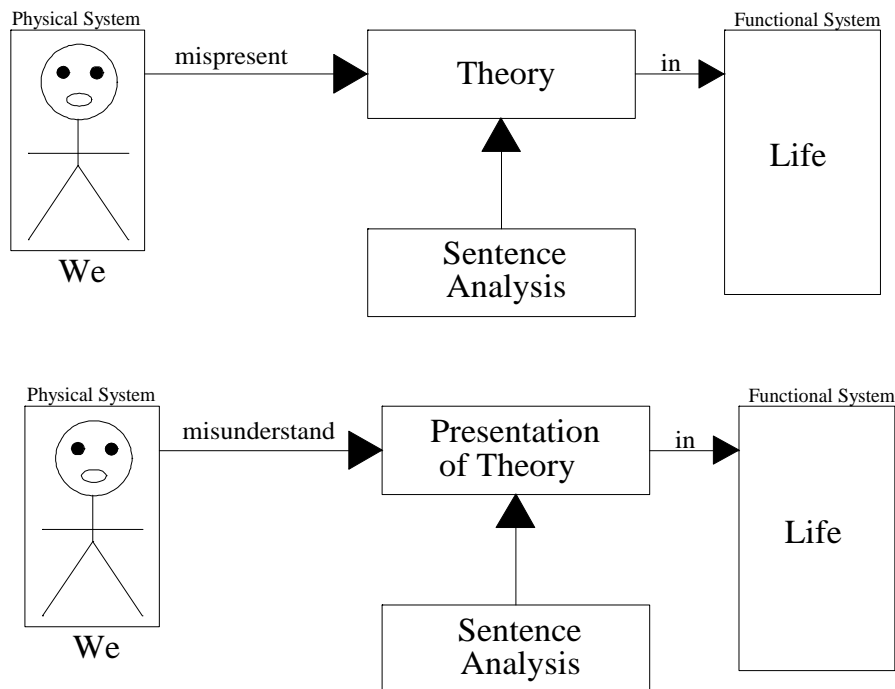 Physical System
Functional System
mispresent
Theory
in
Life
Sentence
Analysis
We
Physical System
Functional System
misunderstand
Presentation
of Theory
in
Life
Sentence
Analysis
We